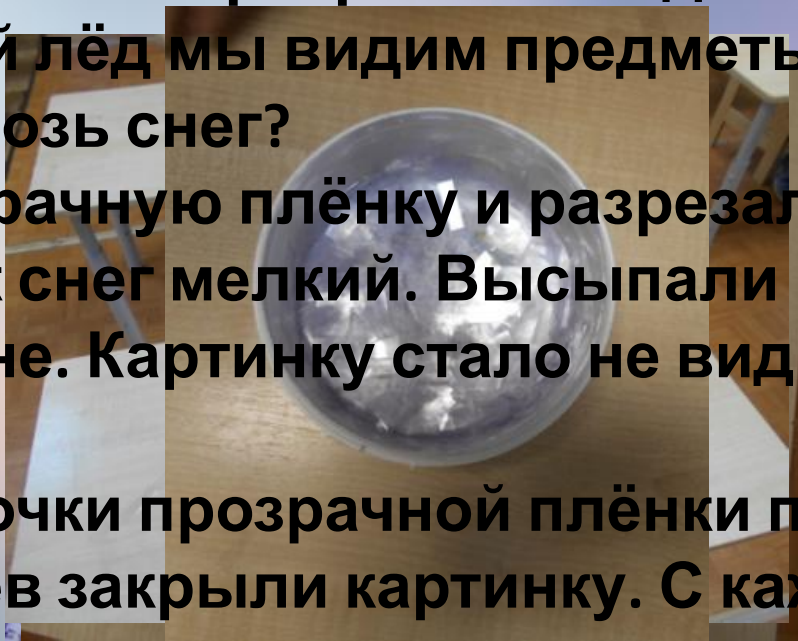 й лёд мы видим предметы
озь снег?
рачную плёнку и разрезал
снег мелкий. Высыпали
не. Картинку стало не вид
очки прозрачной плёнки п
в закрыли картинку. С ка